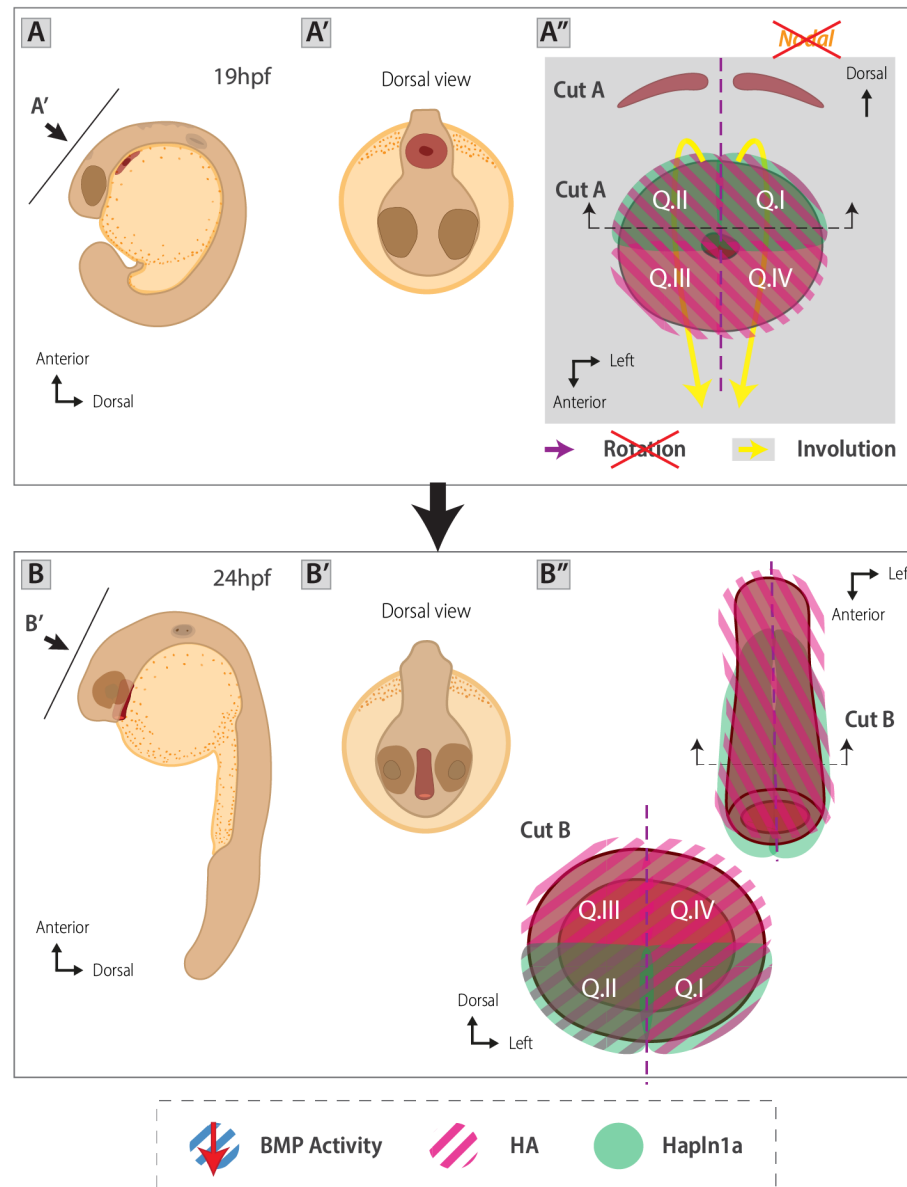 A
19hpf
A'
Anterior
Dorsal
A'
Dorsal view
A"
Nodal
Dorsal
Cut A
Cut A
Q.II
Q.I
Q.III
Q.IV
Left
Anterior
Rotation
Involution
B
24hpf
B'
Anterior
Dorsal
B'
Dorsal view
B"
Left
Anterior
Cut B
Cut B
Q.III
Q.IV
Q.II
Q.I
Dorsal
Left
BMP Activity
HA
Hapln1a